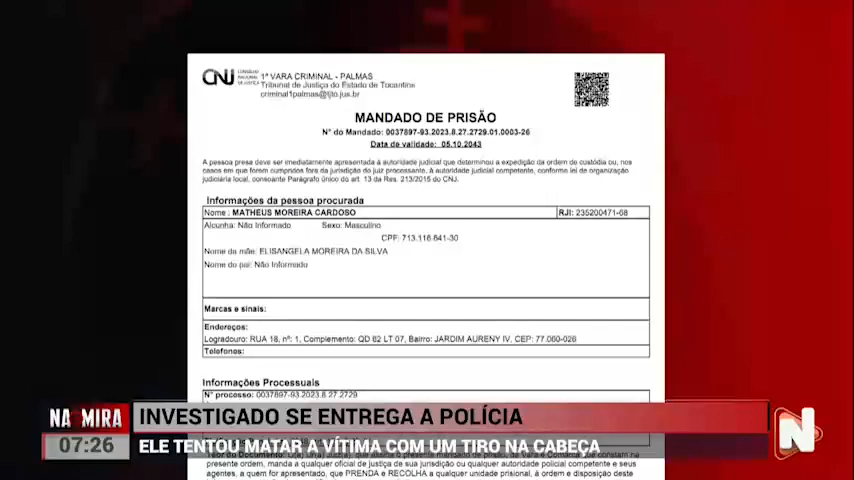 CNJ CONSELHO NACIONAL DE JUSTIÇA
1ª VARA CRIMINAL - PALMAS
Tribunal de Justiça do Estado de Tocantins
criminal1palmas@tjto.jus.br
MANDADO DE PRISÃO
N° do Mandado: 0037897-93.2023.8.27.2729.01.0003-26
Data de validade: 05.10.2043
A pessoa presa deve ser imediatamente apresentada à autoridade judicial que determinou a expedição da ordem de custódia ou, nos
casos em que forem cumpridos fora da jurisdição do juiz processante, à autoridade judicial competente, conforme lei de organização
judiciária local, consoante Parágrafo único do art. 13 da Res. 213/2015 do CNJ.
Informações da pessoa procurada
Nome : MATHEUS MOREIRA CARDOSO RJI: 235200471-68
Alcunha: Não Informado Sexo: Masculino
CPF: 713.116.641-30
Nome da mãe: ELISANGELA MOREIRA DA SILVA
Nome do pai: Não Informado
Marcas e sinais:
Endereços:
Logradouro: RUA 18, nº: 1, Complemento: QD 62 LT 07, Bairro: JARDIM AURENY IV, CEP: 77.060-026
Telefones:
Informações Processuais
N° processo: 0037897-93.2023.8.27.2729
NA MIRA
INVESTIGADO SE ENTREGA A POLÍCIA
07:26
ELE TENTOU MATAR A VÍTIMA COM UM TIRO NA CABEÇA
N
presente ordem, manda a qualquer oficial de justiça de sua jurisdição ou qualquer autoridade policial competente e seus
agentes, a quem for apresentado, que PRENDA e RECOLHA a qualquer unidade prisional, à ordem e disposição deste